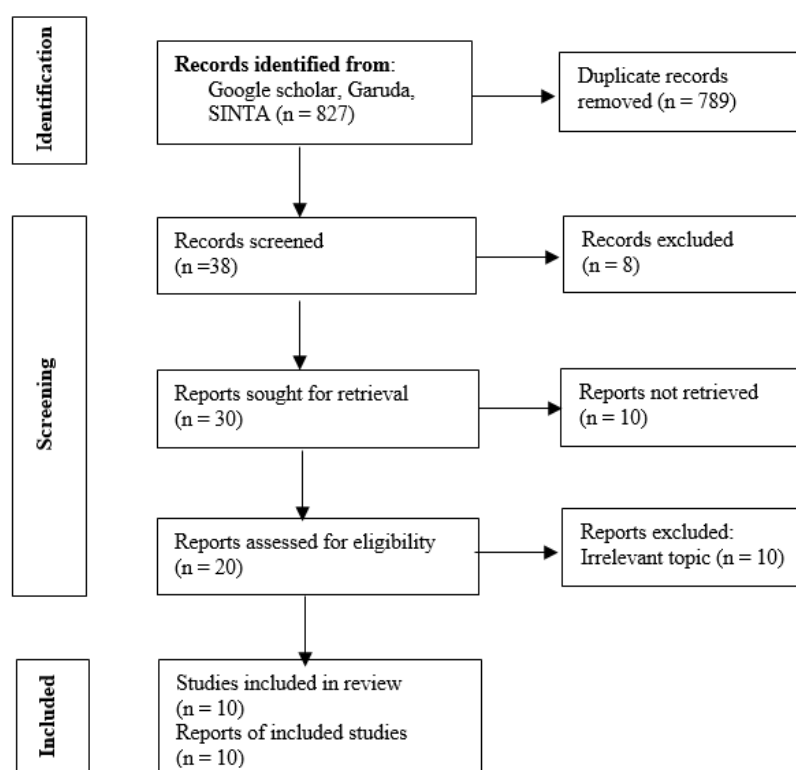 Identification
Records identified from:
Google scholar, Garuda,
SINTA (n = 827)
Duplicate records
removed (n = 789)
Screening
Records screened
(n =38)
Records excluded
(n = 8)
Reports sought for retrieval
(n = 30)
Reports not retrieved
(n = 10)
Reports assessed for eligibility
(n = 20)
Reports excluded:
Irrelevant topic (n = 10)
Included
Studies included in review
(n = 10)
Reports of included studies
(n = 10)